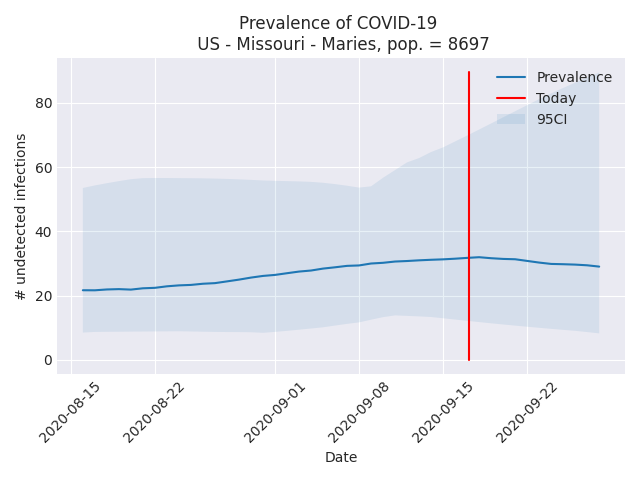 Prevalence of COVID-19
US - Missouri - Maries, pop. = 8697
Prevalence
Today
95CI
80
60
40
20
0
# undetected infections
2020-08-15
2020-08-22
2020-09-01
2020-09-08
2020-09-15
2020-09-22
Date